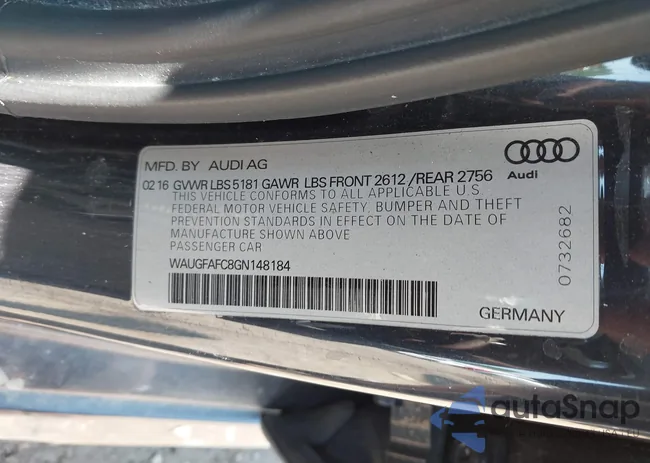 MFD. BY AUDI AG
Audi
02 16 GVWR LBS 5181 GAWR LBS FRONT 2612 /REAR 2756
THIS VEHICLE CONFORMS TO ALL APPLICABLE U.S.
FEDERAL MOTOR VEHICLE SAFETY, BUMPER AND THEFT
PREVENTION STANDARDS IN EFFECT ON THE DATE OF
MANUFACTURE SHOWN ABOVE
PASSENGER CAR
WAUGFAFC8GN148184
0732682
GERMANY
autoSnap